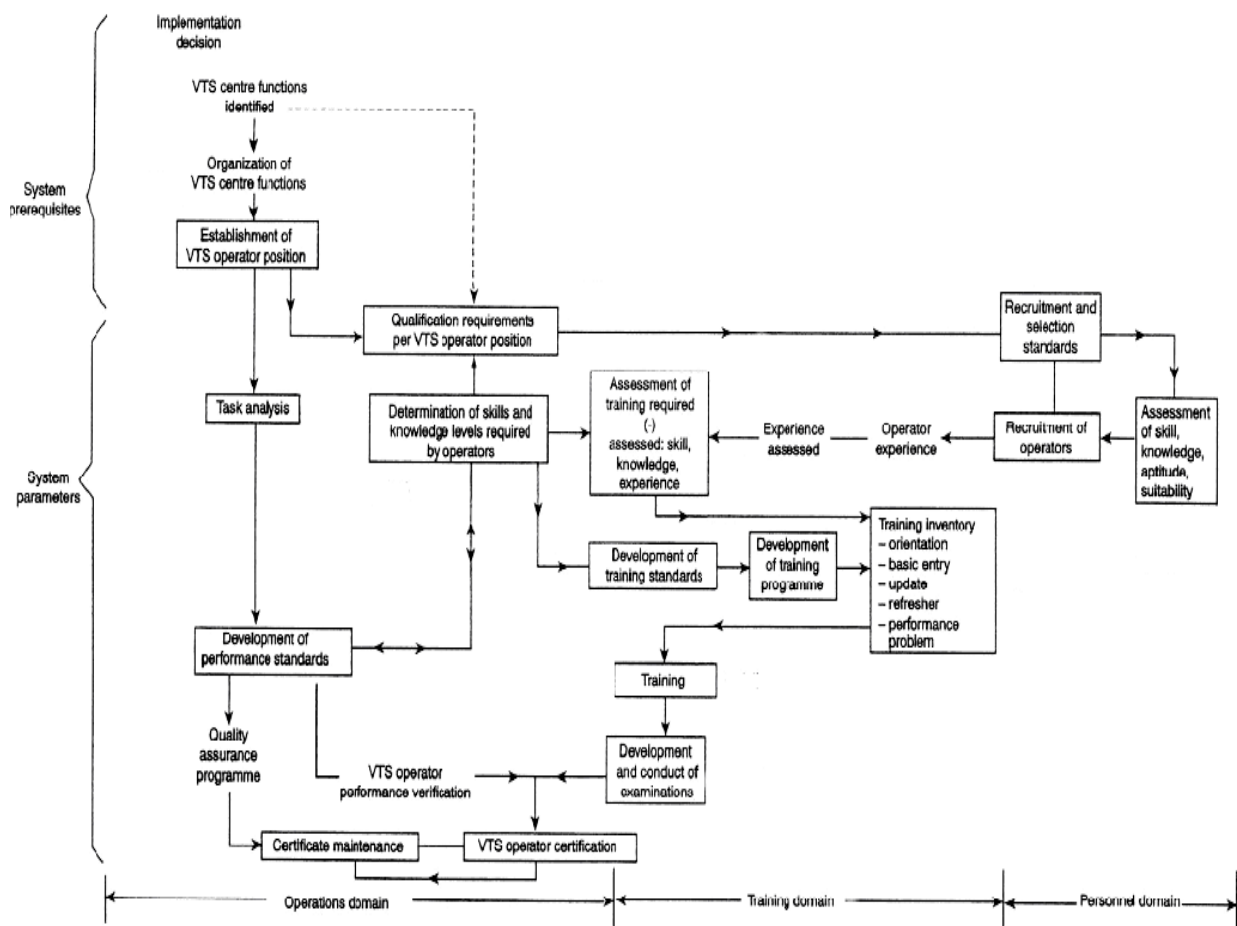 Implementation
decision
VTS centre functions
identified
Organization of
VTS centre functions
System
prerequisites
Establishment of
VTS operator position
Qualification requirements
per VTS operator position
Recruitment and
selection
standards
Task analysis
Determination of skills and
knowledge levels required
by operators
Assessment of
training required
(-)
assessed: skill,
knowledge,
experience
Experience
assessed
Operator
experience
Recruitment of
operators
Assessment
of skill,
knowledge,
aptitude,
suitability
System
parameters
Development of
training standards
Development
of training
programme
Training inventory
– orientation
– basic entry
– update
– refresher
– performance
problem
Development of
performance standards
Training
Quality
assurance
programme
VTS operator
performance verification
Development
and conduct of
examinations
Certificate maintenance
VTS operator certification
Operations domain
Training domain
Personnel domain